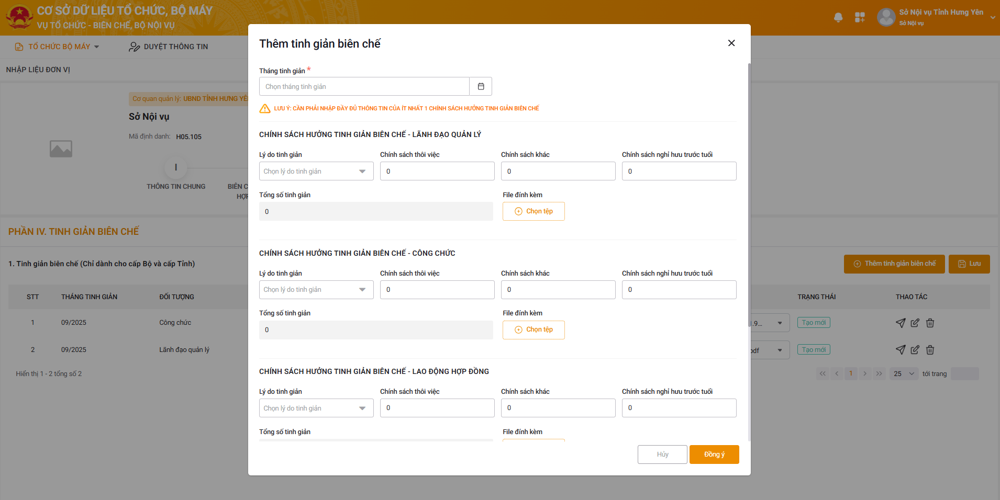 CƠ SỞ DỮ LIỆU TỔ CHỨC, BỘ MÁY
VỤ TỔ CHỨC - BIÊN CHẾ, BỘ NỘI VỤ
Sở Nội vụ Tỉnh Hưng Yên
Sở Nội vụ
TỔ CHỨC BỘ MÁY
DUYỆT THÔNG TIN
NHẬP LIỆU ĐƠN VỊ
Cơ quan quản lý: UBND TỈNH HƯNG YÊ
Sở Nội vụ
Mã định danh: H05.105
I
THÔNG TIN CHUNG
BIÊN C
HỢP
PHẦN IV. TINH GIẢN BIÊN CHẾ
1. Tinh giản biên chế (Chỉ dành cho cấp Bộ và cấp Tỉnh)
Thêm tinh giản biên chế
Lưu
STT THÁNG TINH GIẢN ĐỐI TƯỢNG TRẠNG THÁI THAO TÁC
1 09/2025 Công chức 1.9... Tạo mới
2 09/2025 Lãnh đạo quản lý pdf Tạo mới
Hiển thị 1 - 2 tổng số 2
1 25 tới trang
Thêm tinh giản biên chế
Tháng tinh giản *
Chọn tháng tinh giản
LƯU Ý: CẦN PHẢI NHẬP ĐẦY ĐỦ THÔNG TIN CỦA ÍT NHẤT 1 CHÍNH SÁCH HƯỞNG TINH GIẢN BIÊN CHẾ
CHÍNH SÁCH HƯỞNG TINH GIẢN BIÊN CHẾ - LÃNH ĐẠO QUẢN LÝ
Lý do tinh giản Chính sách thôi việc Chính sách khác Chính sách nghỉ hưu trước tuổi
Chọn lý do tinh giản 0 0 0
Tổng số tinh giản File đính kèm
0 Chọn tệp
CHÍNH SÁCH HƯỞNG TINH GIẢN BIÊN CHẾ - CÔNG CHỨC
Lý do tinh giản Chính sách thôi việc Chính sách khác Chính sách nghỉ hưu trước tuổi
Chọn lý do tinh giản 0 0 0
Tổng số tinh giản File đính kèm
0 Chọn tệp
CHÍNH SÁCH HƯỞNG TINH GIẢN BIÊN CHẾ - LAO ĐỘNG HỢP ĐỒNG
Lý do tinh giản Chính sách thôi việc Chính sách khác Chính sách nghỉ hưu trước tuổi
Chọn lý do tinh giản 0 0 0
Tổng số tinh giản File đính kèm
Hủy Đồng ý